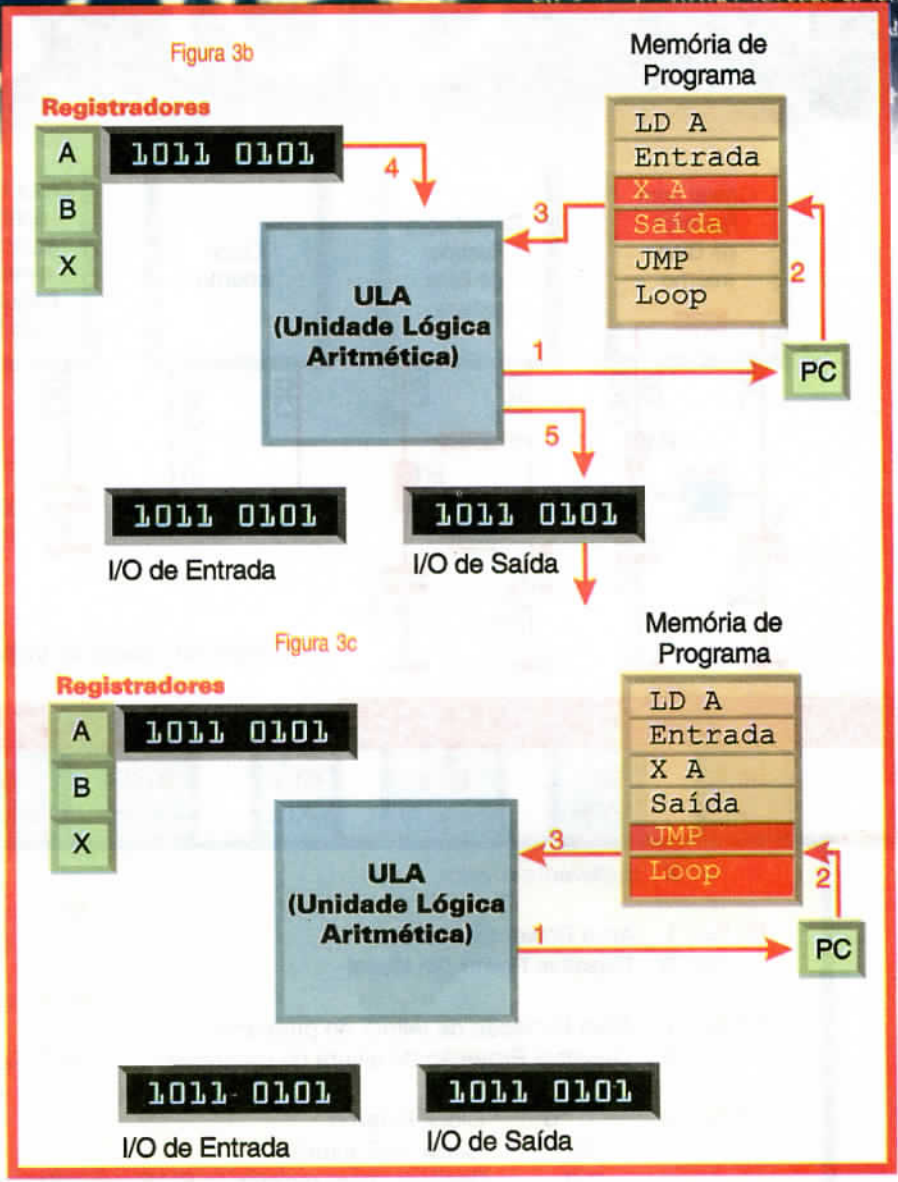 Figura 3b
Memória de
Programa
Registradores
A
1011 0101
B
X
4
3
LD A
Entrada
X A
Saída
JMP
Loop
2
ULA
(Unidade Lógica
Aritmética)
1
PC
5
1011 0101
1011 0101
I/O de Entrada
I/O de Saída
Figura 3c
Memória de
Programa
Registradores
A
1011 0101
B
X
LD A
Entrada
X A
Saída
JMP
Loop
3
2
ULA
(Unidade Lógica
Aritmética)
1
PC
1011 0101
1011 0101
I/O de Entrada
I/O de Saída